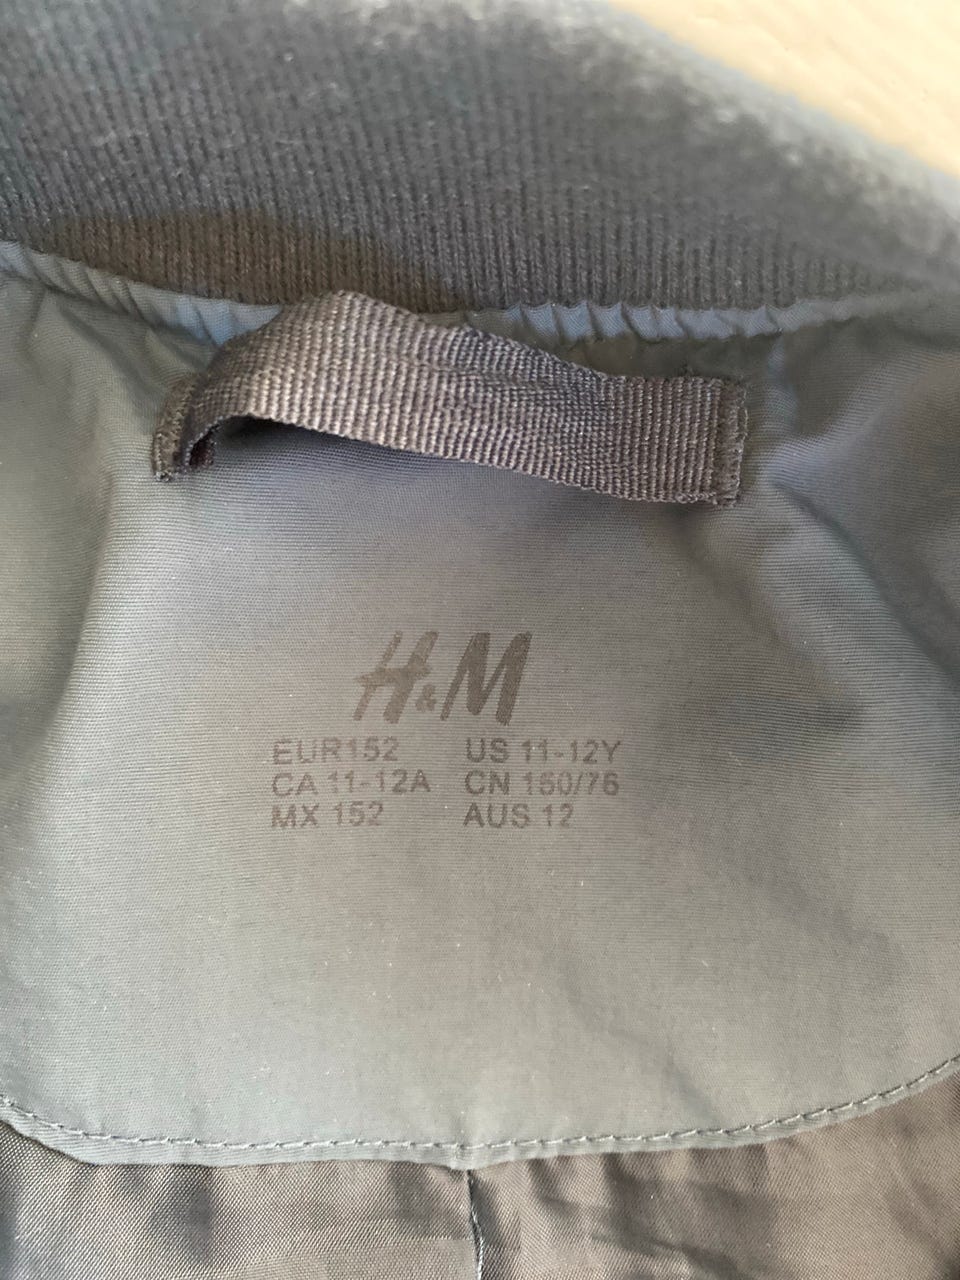 H&M
EUR152 US 11-12Y
CA 11-12A CN 150/76
MX 152 AUS 12